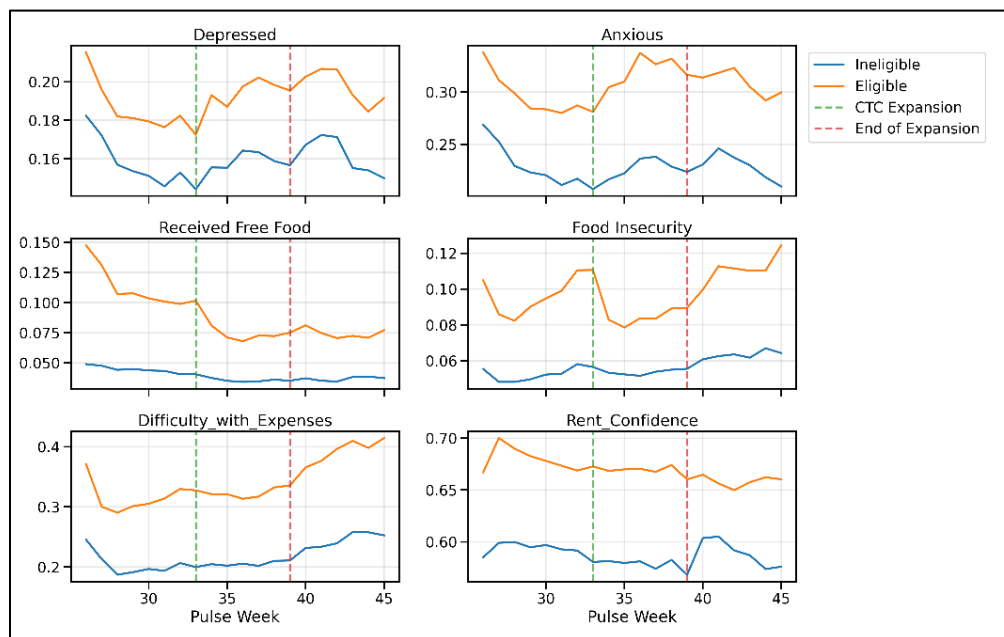 Depressed
Anxious
0.20
0.18
0.16
0.30
0.25
Ineligible
Eligible
CTC Expansion
End of Expansion
Received Free Food
Food Insecurity
0.150
0.125
0.100
0.075
0.050
0.12
0.10
0.08
0.06
Difficulty_with_Expenses
Rent_Confidence
0.4
0.3
0.2
0.70
0.65
0.60
30 35 40 45
30 35 40 45
Pulse Week
Pulse Week